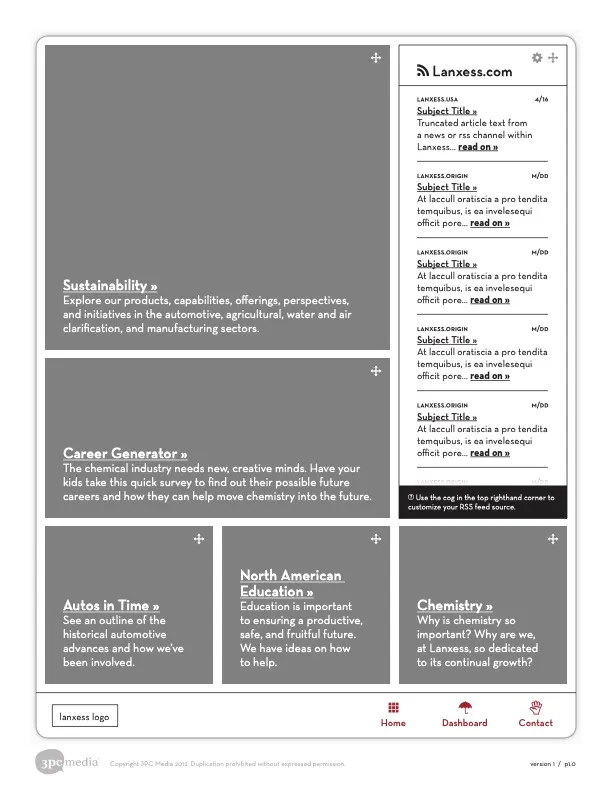 Sustainability »
Explore our products, capabilities, offerings, perspectives,
and initiatives in the automotive, agricultural, water and air
clarification, and manufacturing sectors.
Career Generator »
The chemical industry needs new, creative minds. Have your
kids take this quick survey to find out their possible future
careers and how they can help move chemistry into the future.
Lanxess.com
LANXESS.USA 4/16
Subject Title »
Truncated article text from
a news or rss channel within
Lanxess... read on »
LANXESS.ORIGIN M/DD
Subject Title »
At laccull oratiscia a pro tendita
temquibus, is ea invelesequi
officit pore... read on »
LANXESS.ORIGIN M/DD
Subject Title »
At laccull oratiscia a pro tendita
temquibus, is ea invelesequi
officit pore... read on »
LANXESS.ORIGIN M/DD
Subject Title »
At laccull oratiscia a pro tendita
temquibus, is ea invelesequi
officit pore... read on »
LANXESS.ORIGIN M/DD
Subject Title »
At laccull oratiscia a pro tendita
temquibus, is ea invelesequi
officit pore... read on »
LANXESS.ORIGIN M/DD
(?) Use the cog in the top righthand corner to
customize your RSS feed source.
Autos in Time »
See an outline of the
historical automotive
advances and how we've
been involved.
North American
Education »
Education is important
to ensuring a productive,
safe, and fruitful future.
We have ideas on how
to help.
Chemistry »
Why is chemistry so
important? Why are we,
at Lanxess, so dedicated
to its continual growth?
lanxess logo
Home
Dashboard
Contact
3pcmedia
Copyright 3PC Media 2012. Duplication prohibited without expressed permission.
version 1 / p1.0